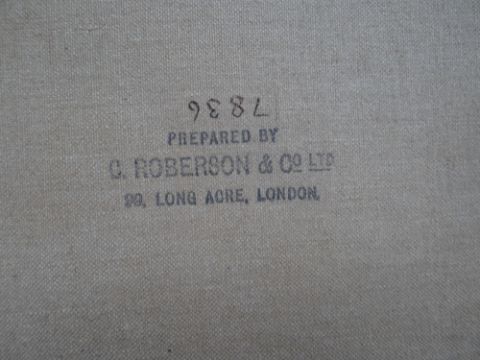 7836
PREPARED BY
C. ROBERSON & CO LTD
99, LONG ACRE, LONDON.